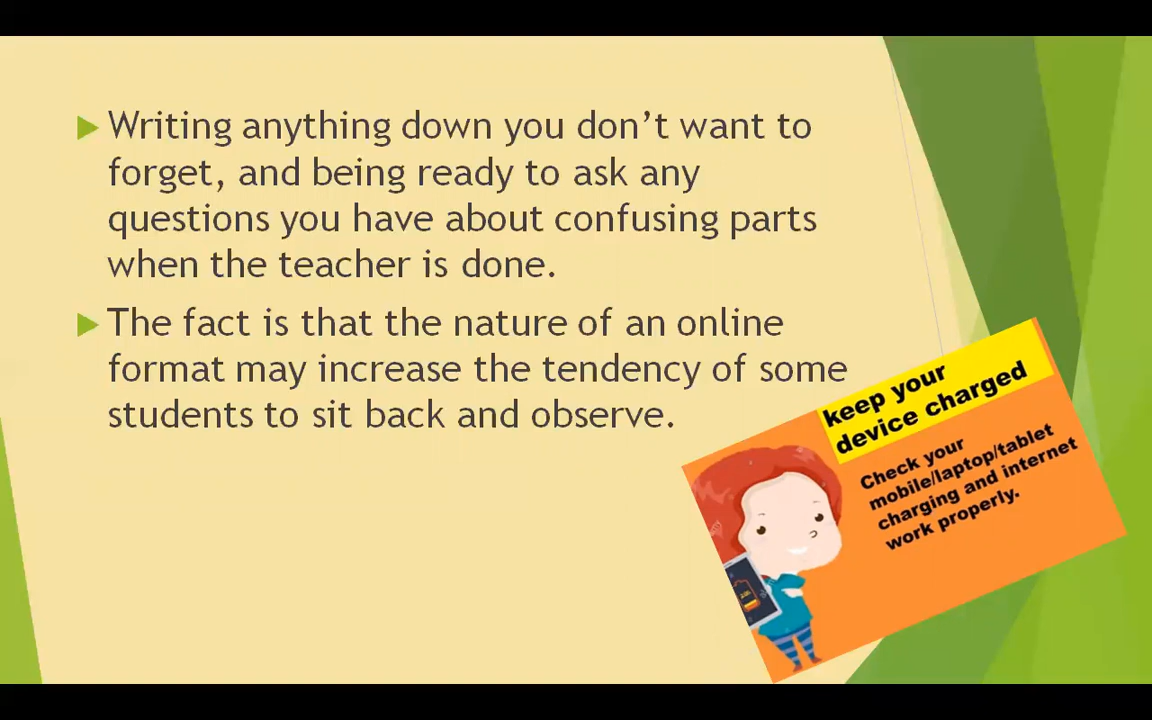 Writing anything down you don’t want to
forget, and being ready to ask any
questions you have about confusing parts
when the teacher is done.
The fact is that the nature of an online
format may increase the tendency of some
students to sit back and observe.
keep your
device charged
Check your
mobile/laptop/tablet
charging and internet
work properly.